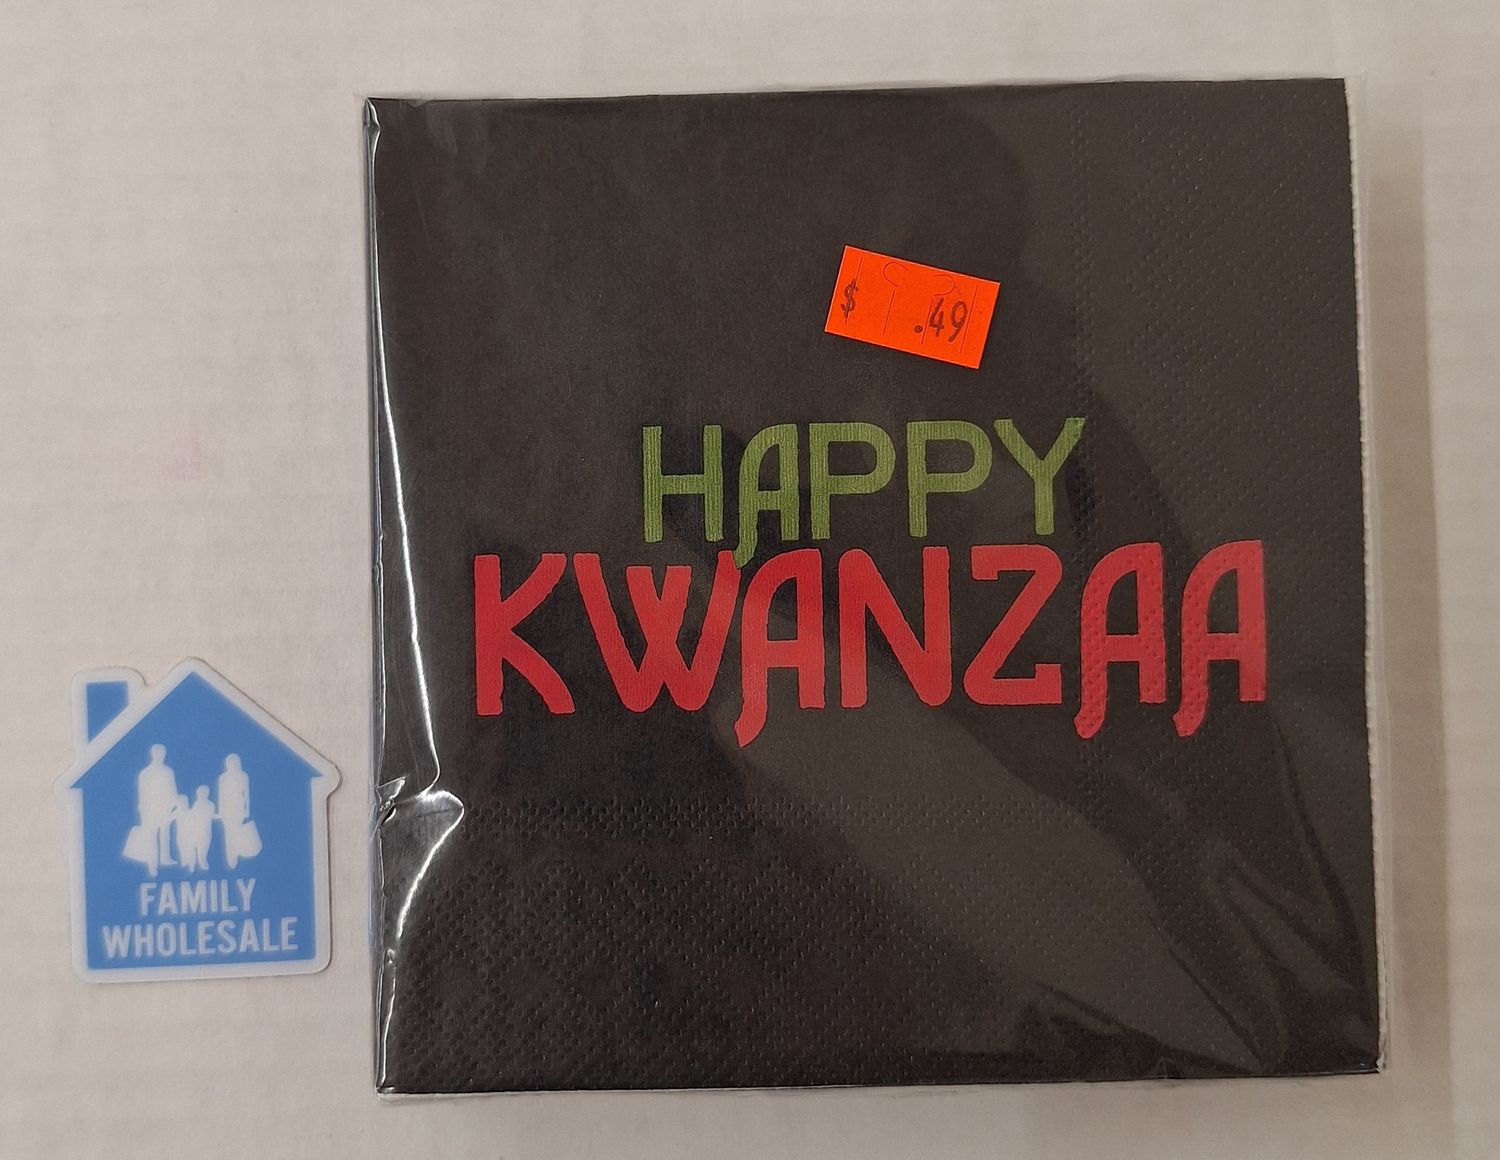 $ .49
HAPPY
KWANZAA
FAMILY
WHOLESALE